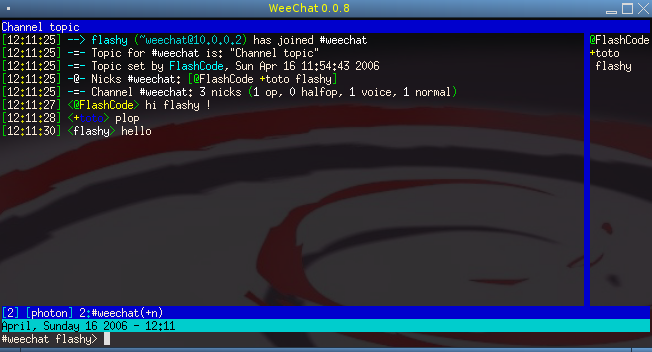 WeeChat 0.0.8
Channel topic
[12:11:25] --> flashy (~weechat@10.0.0.2) has joined #weechat
[12:11:25] -=- Topic for #weechat is: "Channel topic"
[12:11:25] -=- Topic set by FlashCode, Sun Apr 16 11:54:43 2006
[12:11:25] -@- Nicks #weechat: [@FlashCode +toto flashy]
[12:11:25] -=- Channel #weechat: 3 nicks (1 op, 0 halfop, 1 voice, 1 normal)
[12:11:27] <@FlashCode> hi flashy !
[12:11:28] <+> plop
[12:11:30] <flashy> hello
@FlashCode
+toto
flashy
[2] [photon] 2:#weechat(+n)
April, Sunday 16 2006 - 12:11
#weechat flashy>